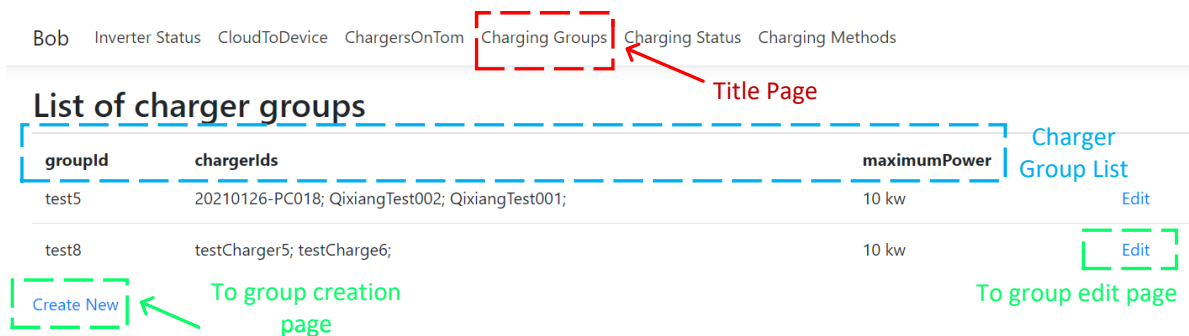 Bob Inverter Status CloudToDevice ChargersOnTom Charging Groups Charging Status Charging Methods
Title Page
List of charger groups
groupId chargerIds maximumPower
Charger
Group List
test5 20210126-PC018; QixiangTest002; QixiangTest001; 10 kw Edit
test8 testCharger5; testCharge6; 10 kw Edit
Create New
To group creation
page
To group edit page